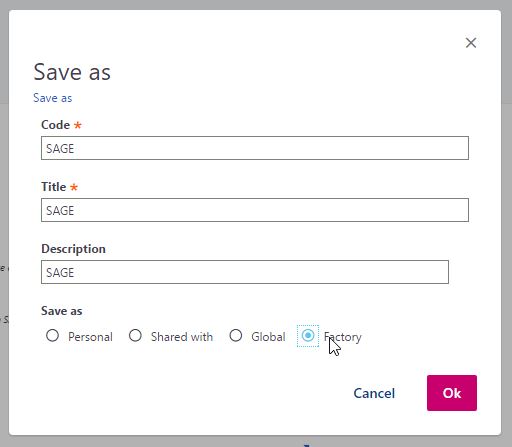 Save as
Save as
Code *
SAGE
Title *
SAGE
Description
SAGE
Save as
Personal Shared with Global Factory
Cancel Ok